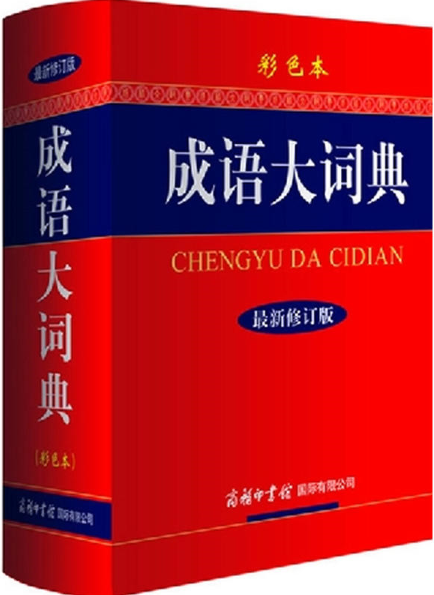 最新修订版
成语大词典
(彩色本)
商务印书馆 国际有限公司
彩色本
成语大词典
CHENGYU DA CIDIAN
最新修订版
商务印书馆 国际有限公司